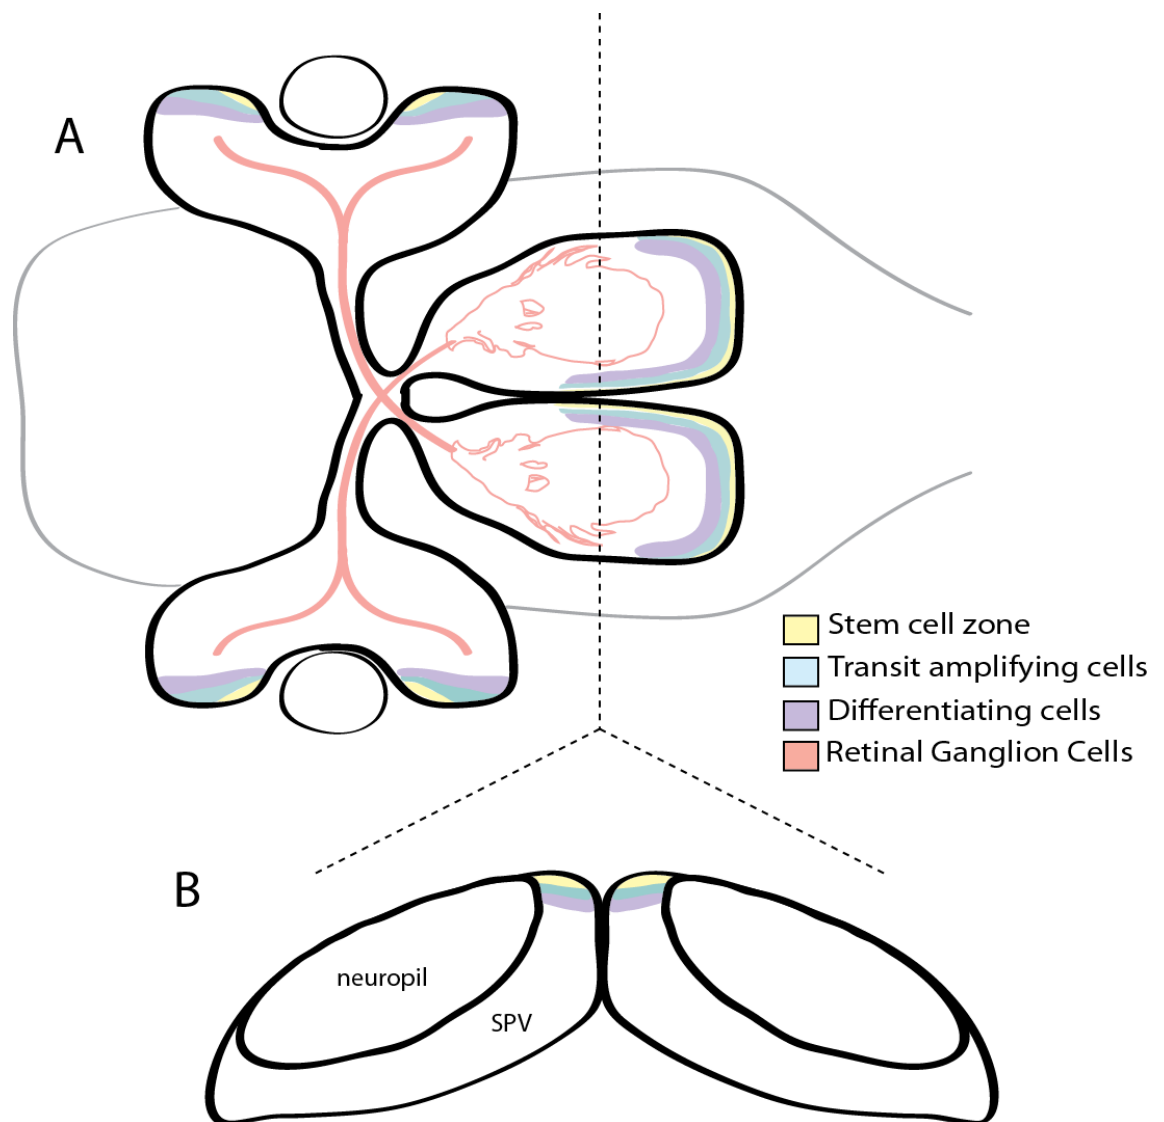 A
Stem cell zone
Transit amplifying cells
Differentiating cells
Retinal Ganglion Cells
B
neuropil
SPV